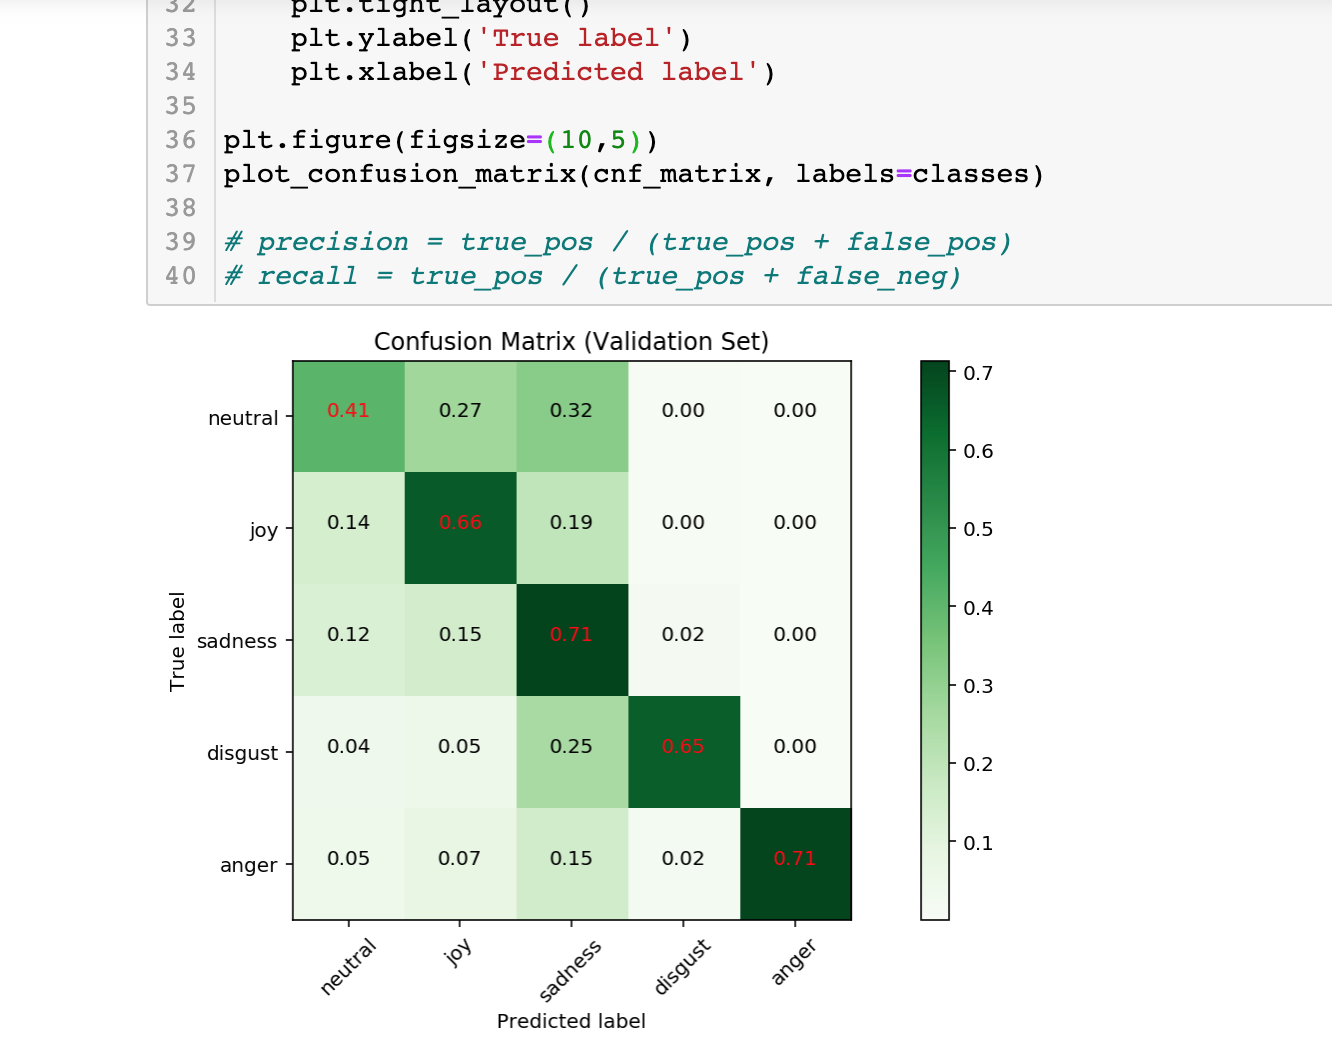 32 plt.tight_layout()
33 plt.ylabel('True label')
34 plt.xlabel('Predicted label')
35
36 plt.figure(figsize=(10,5))
37 plot_confusion_matrix(cnf_matrix, labels=classes)
38
39 # precision = true_pos / (true_pos + false_pos)
40 # recall = true_pos / (true_pos + false_neg)
Confusion Matrix (Validation Set)
neutral 0.41 0.27 0.32 0.00 0.00
joy 0.14 0.66 0.19 0.00 0.00
sadness 0.12 0.15 0.71 0.02 0.00
disgust 0.04 0.05 0.25 0.65 0.00
anger 0.05 0.07 0.15 0.02 0.71
True label
neutral joy sadness disgust anger
Predicted label
0.7
0.6
0.5
0.4
0.3
0.2
0.1